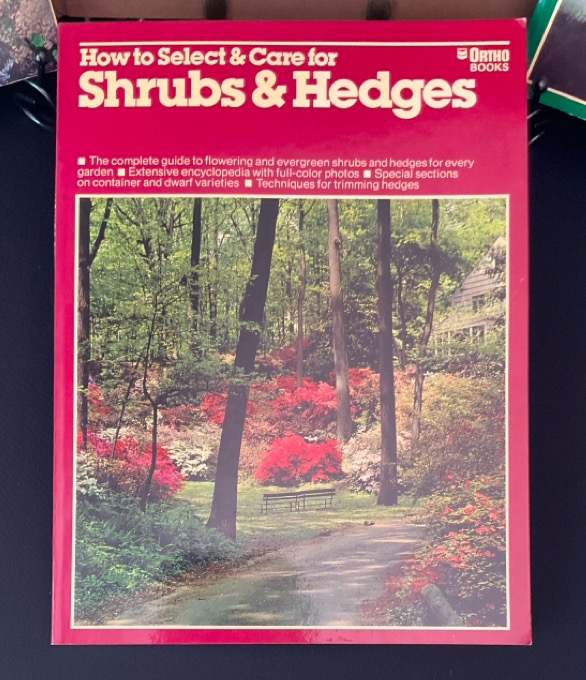 How to Select & Care for
Shrubs & Hedges
ORTHO
BOOKS
■ The complete guide to flowering and evergreen shrubs and hedges for every
garden ■ Extensive encyclopedia with full-color photos ■ Special sections
on container and dwarf varieties ■ Techniques for trimming hedges